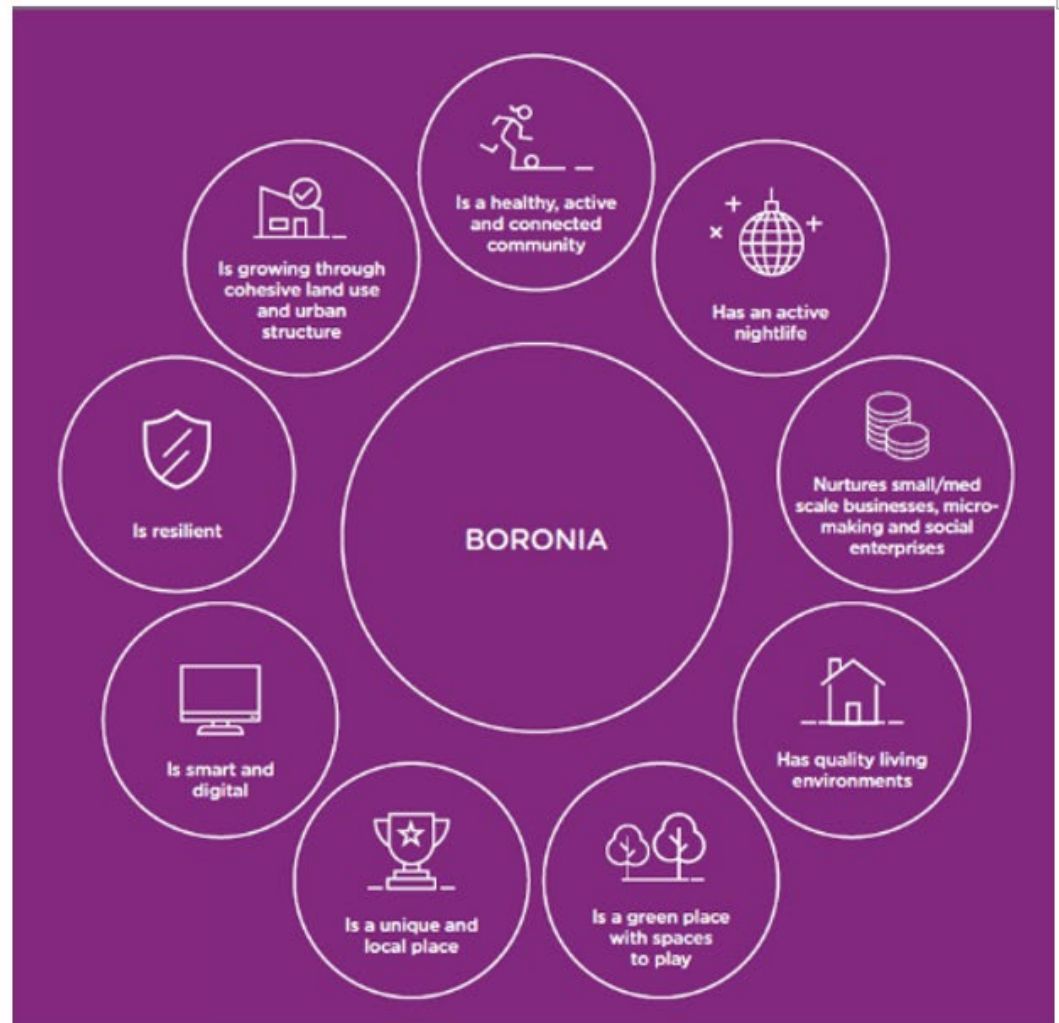 Is a healthy, active
and connected
community
Has an active
nightlife
Nurtures small/med
scale businesses, micro-
making and social
enterprises
Has quality living
environments
Is a green place
with spaces
to play
Is a unique and
local place
Is smart and
digital
Is resilient
Is growing through
cohesive land use
and urban
structure
BORONIA